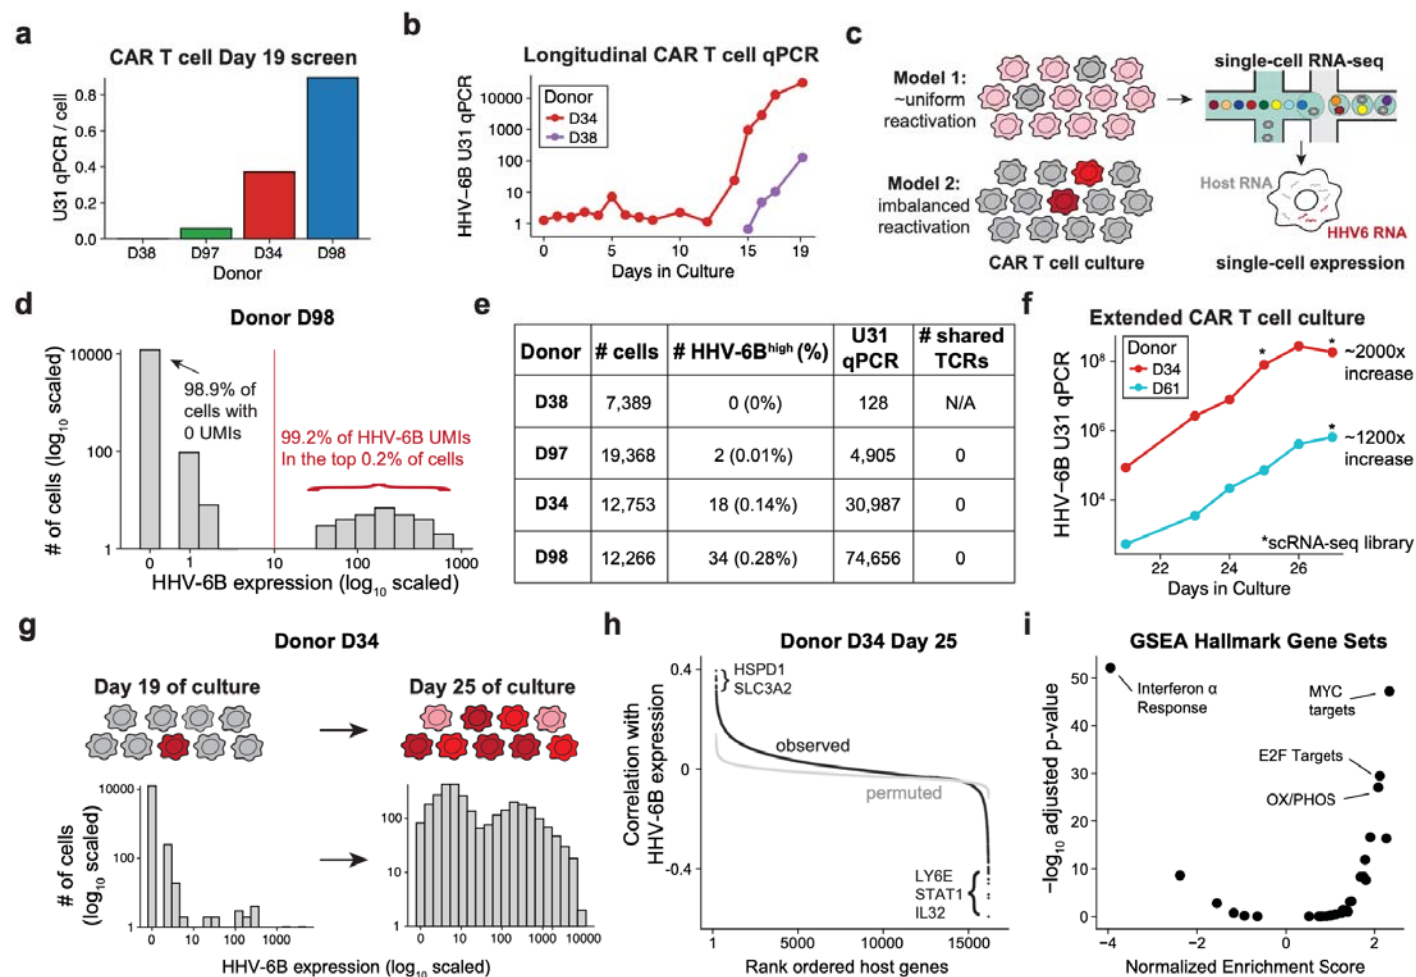 a
CAR T cell Day 19 screen
U31 qPCR / cell
0.8
0.6
0.4
0.2
0.0
D38
D97
D34
D98
Donor
b
Longitudinal CAR T cell qPCR
HHV−6B U31 qPCR
10000
1000
100
10
1
Donor
D34
D38
0
5
10
15
19
Days in Culture
c
Model 1:
~uniform
reactivation
Model 2:
imbalanced
reactivation
CAR T cell culture
single-cell RNA-seq
Host RNA
HHV6 RNA
single-cell expression
d
Donor D98
# of cells (log10 scaled)
10000
100
1
98.9% of
cells with
0 UMIs
99.2% of HHV-6B UMIs
In the top 0.2% of cells
0
1
10
100
1000
HHV-6B expression (log10 scaled)
e
Donor # cells # HHV-6Bhigh (%) U31 qPCR # shared TCRs
D38 7,389 0 (0%) 128 N/A
D97 19,368 2 (0.01%) 4,905 0
D34 12,753 18 (0.14%) 30,987 0
D98 12,266 34 (0.28%) 74,656 0
f
Extended CAR T cell culture
HHV−6B U31 qPCR
10^8
10^6
10^4
Donor
D34
D61
*
*
*
~2000x
increase
~1200x
increase
*scRNA-seq library
22
24
26
Days in Culture
g
Donor D34
Day 19 of culture
Day 25 of culture
# of cells
(log10 scaled)
10000
100
1
0
10
100
1000
100
10
1
0
10
100
1000
10000
HHV-6B expression (log10 scaled)
h
Donor D34 Day 25
Correlation with
HHV-6B expression
0.4
0
-0.4
HSPD1
SLC3A2
observed
permuted
LY6E
STAT1
IL32
1
5000
10000
15000
Rank ordered host genes
i
GSEA Hallmark Gene Sets
−log10 adjusted p-value
50
40
30
20
10
0
Interferon α
Response
MYC
targets
E2F Targets
OX/PHOS
−4
−2
0
2
Normalized Enrichment Score